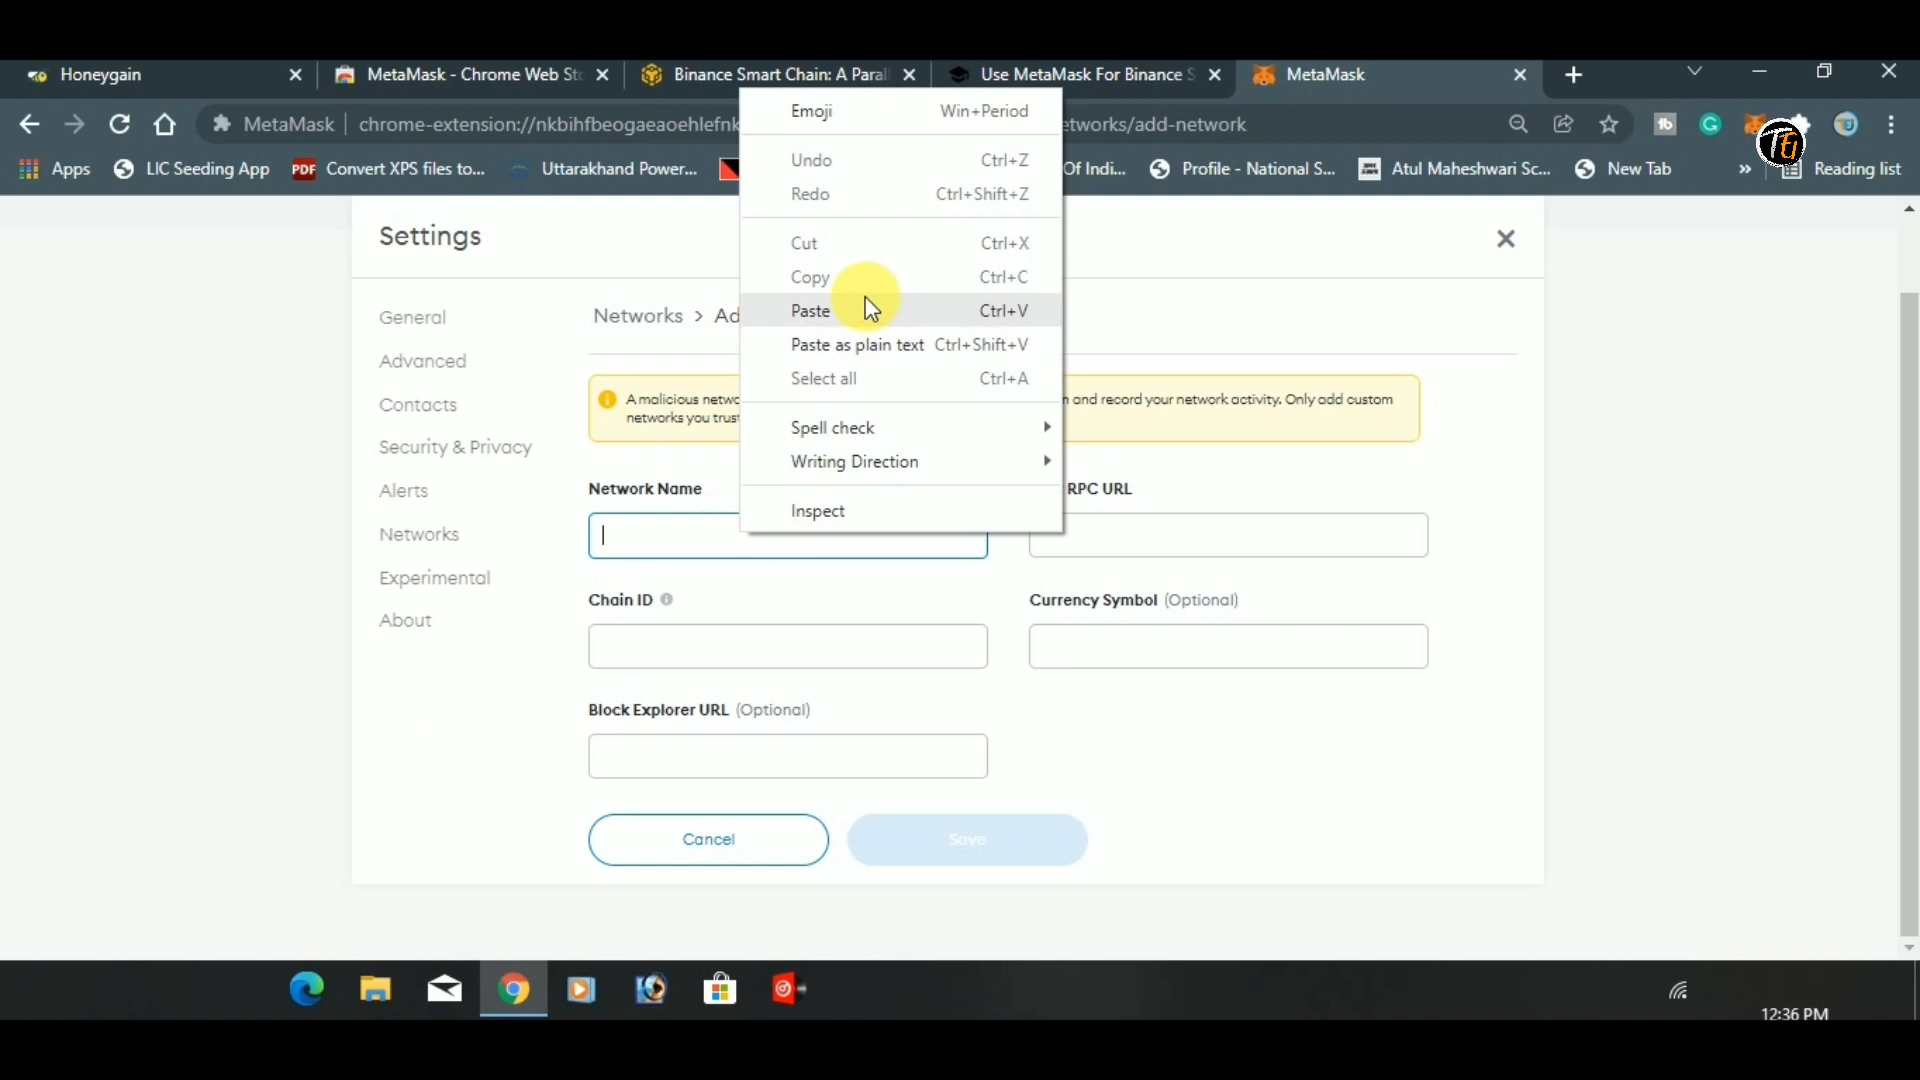 Honeygain
MetaMask - Chrome Web Sto
Binance Smart Chain: A Paral
Use MetaMask For Binance S
MetaMask
MetaMask
chrome-extension://nkbihfbeogaeaoehlefnk
etworks/add-network
Apps
LIC Seeding App
PDF
Convert XPS files to...
Uttarakhand Power...
Of Indi...
Profile - National S...
Atul Maheshwari Sc...
New Tab
»
Reading list
Emoji Win+Period
Undo Ctrl+Z
Redo Ctrl+Shift+Z
Cut Ctrl+X
Copy Ctrl+C
Paste Ctrl+V
Paste as plain text Ctrl+Shift+V
Select all Ctrl+A
Spell check
Writing Direction
Inspect
Settings
General
Advanced
Contacts
Security & Privacy
Alerts
Networks
Experimental
About
Networks > Ad
A malicious netwo
n and record your network activity. Only add custom
networks you trust
Network Name
RPC URL
Chain ID
Currency Symbol (Optional)
Block Explorer URL (Optional)
Cancel
Save
12:36 PM